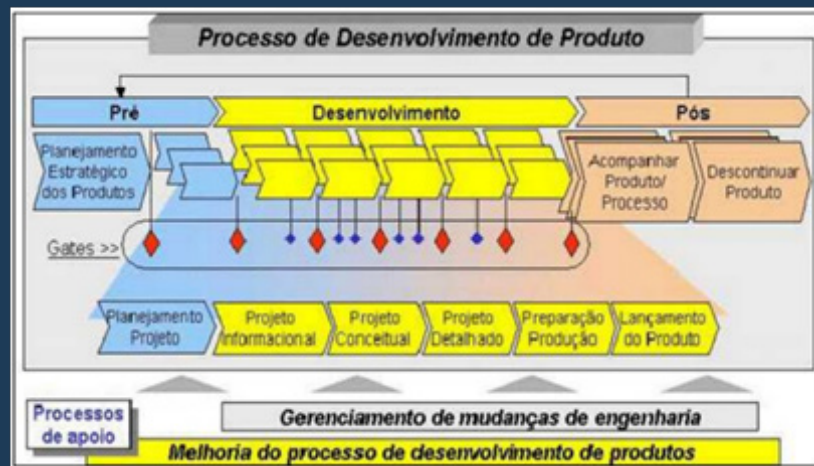 Processo de Desenvolvimento de Produto
Pré
Desenvolvimento
Pós
Planejamento
Estratégico
dos Produtos
Acompanhar
Produto/
Processo
Descontinuar
Produto
Gates >>
Planejamento
Projeto
Projeto
Informacional
Projeto
Conceitual
Projeto
Detalhado
Preparação
Produção
Lançamento
do Produto
Processos
de apoio
Gerenciamento de mudanças de engenharia
Melhoria do processo de desenvolvimento de produtos